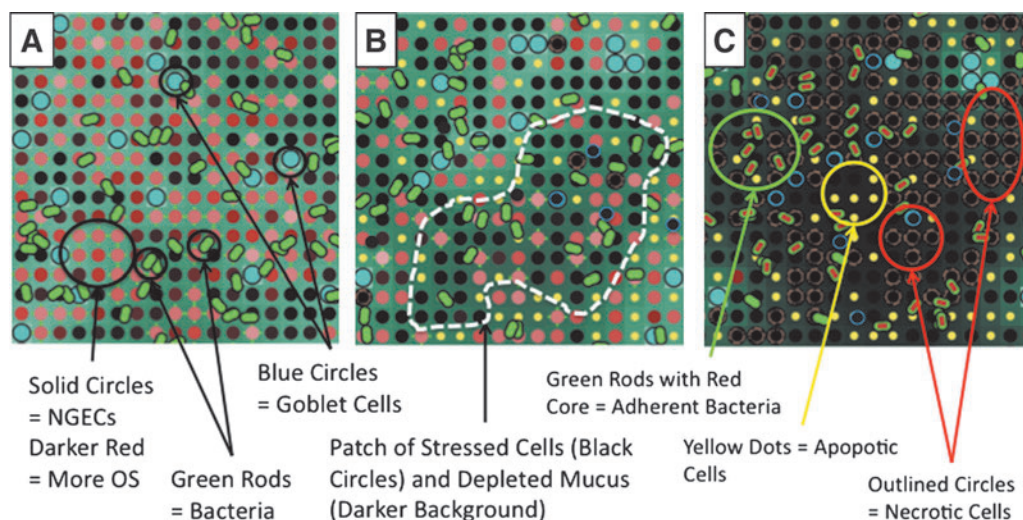 A
B
C
Solid Circles
= NGECs
Darker Red
= More OS
Green Rods
= Bacteria
Blue Circles
= Goblet Cells
Patch of Stressed Cells (Black
Circles) and Depleted Mucus
(Darker Background)
Green Rods with Red
Core = Adherent Bacteria
Yellow Dots = Apopotic
Cells
Outlined Circles
= Necrotic Cells